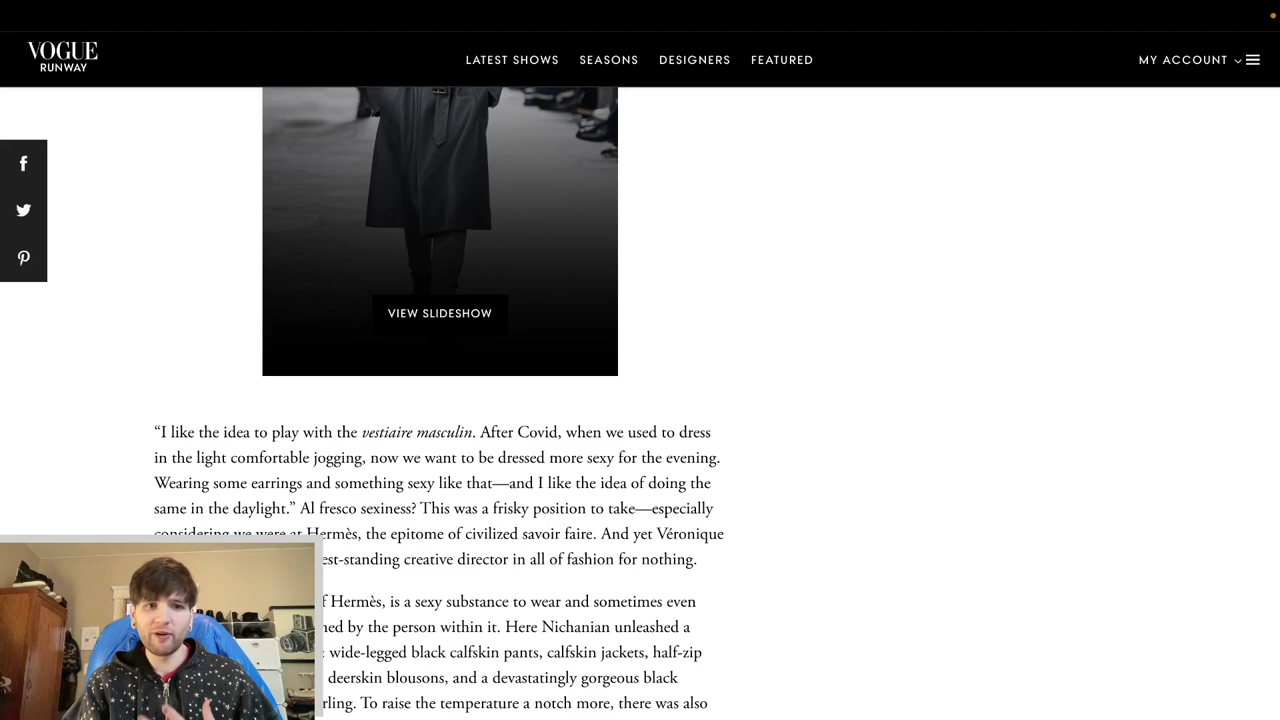 VOGUE
RUNWAY
LATEST SHOWS SEASONS DESIGNERS FEATURED
MY ACCOUNT
VIEW SLIDESHOW
“I like the idea to play with the vestiaire masculin. After Covid, when we used to dress
in the light comfortable jogging, now we want to be dressed more sexy for the evening.
Wearing some earrings and something sexy like that—and I like the idea of doing the
same in the daylight.” Al fresco sexiness? This was a frisky position to take—especially
considering we were at Hermès, the epitome of civilized savoir faire. And yet Véronique
est-standing creative director in all of fashion for nothing.
f Hermès, is a sexy substance to wear and sometimes even
ned by the person within it. Here Nichanian unleashed a
: wide-legged black calfskin pants, calfskin jackets, half-zip
deerskin blousons, and a devastatingly gorgeous black
rling. To raise the temperature a notch more, there was also